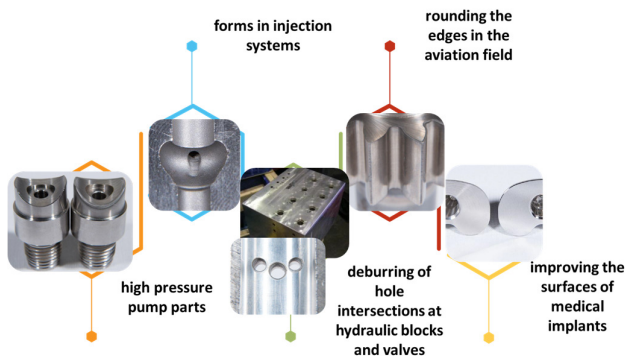 forms in injection
systems
rounding the
edges in the
aviation field
high pressure
pump parts
deburring of
hole
intersections at
hydraulic blocks
and valves
improving the
surfaces of
medical
implants